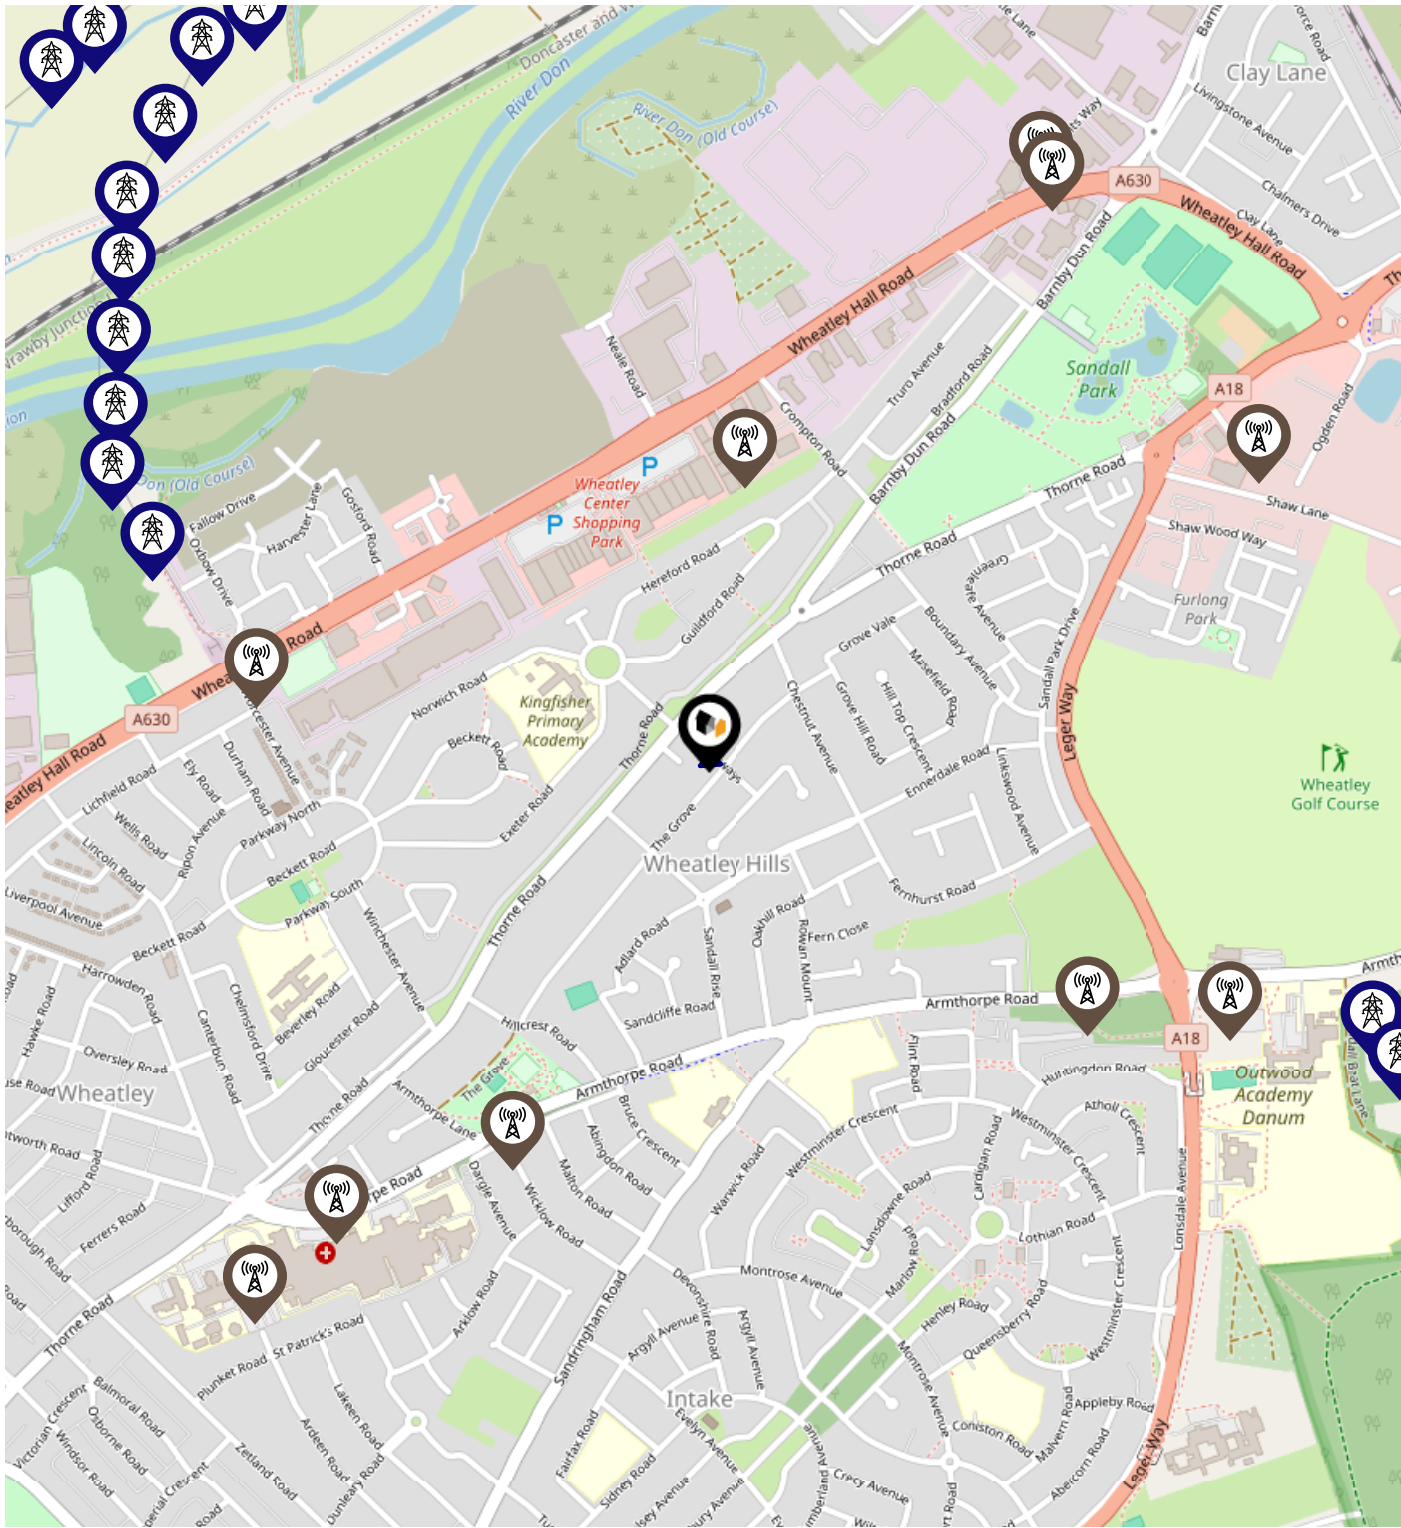 Doncaster and W
River Don
River Don
(Old Course)
Clay Lane
Livingstone Avenue
Chalmers Drive
Clay Lane
A630
Wheatley Hall Road
Wheatley Hall Road
Barnby Dun Road
Neale Road
Truro Avenue
Bradford Road
Sandall
Park
A18
Ogden Road
Crompton Road
Barnby Dun Road
Thorne Road
Shaw Lane
Shaw Wood Way
P
Wheatley
Center
Shopping
Park
P
Don (Old Course)
Fallow Drive
Harvester Lane
Gosford Road
Oxbow Drive
Hereford Road
Guildford Road
Thorne Road
Greenleafe Avenue
Boundary Avenue
Sandall Park Drive
Furlong
Park
Grove Vale
Masefield Road
Hill Top Crescent
Grove Hill Road
Chestnut Avenue
Leger Way
Road
A630
Wheatley Hall Road
Norwich Road
Kingfisher
Primary
Academy
Beckett Road
Thorne Road
Exeter Road
Ennerdale Road
Linkswood Avenue
Wheatley
Golf Course
Lichfield Road
Ely Road
Durham Road
Worcester Avenue
Wells Road
Ripon Avenue
Parkway North
Lincoln Road
Beckett Road
Liverpool Avenue
Parkway South
Beckett Road
Winchester Avenue
The Grove
Wheatley Hills
Fernhurst Road
Oakhill Road
Fern Close
Rowan Mount
Sandall Rise
Adlard Road
Thorne Road
Harrowden Road
Hawke Road
Chelmsford Drive
Canterbury Road
Beverley Road
Gloucester Road
Oversley Road
Wheatley
Sandcliffe Road
Hillcrest Road
The Grove
Armthorpe Road
Armthorpe Road
Flint Road
A18
Huntingdon Road
Outwood
Academy
Danum
Atholl Crescent
Thorne Road
Armthorpe Lane
Bruce Crescent
Abingdon Road
Malton Road
Wicklow Road
Dargle Avenue
Westminster Crescent
Westminster Crescent
Warwick Road
Cardigan Road
Lansdowne Road
Lothian Road
Lonsdale Avenue
Westminster Crescent
Marlow Road
Montrose Avenue
Henley Road
Queensberry Road
Lifford Road
Ferrers Road
Thorne Road
Arklow Road
St Patrick's Road
Plunket Road
Sandringham Road
Devonshire Road
Argyll Avenue
Argyll Avenue
Intake
Montrose Avenue
Coniston Road
Malvern Road
Appleby Road
Abercorn Road
Leger Way
Victorian Crescent
Balmoral Road
Osborne Road
Windsor Road
Zetland Road
Lakeen Road
Ardeen Road
Dunleary Road
Fairfax Road
Sidney Road
Evelyn Avenue
Crecy Avenue